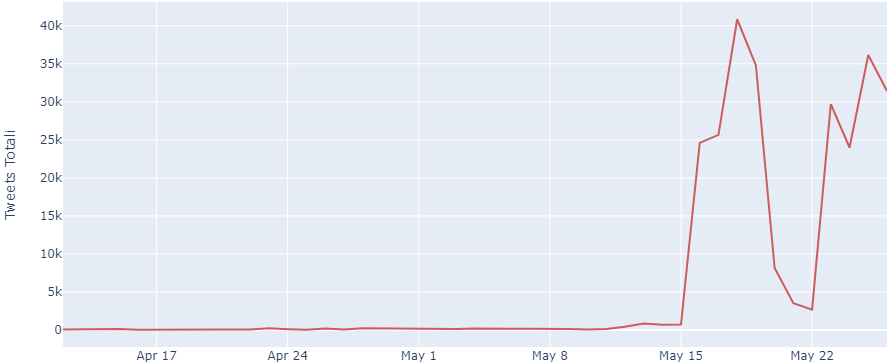 Tweets Totali
40k
35k
30k
25k
20k
15k
10k
5k
0
Apr 17
Apr 24
May 1
May 8
May 15
May 22